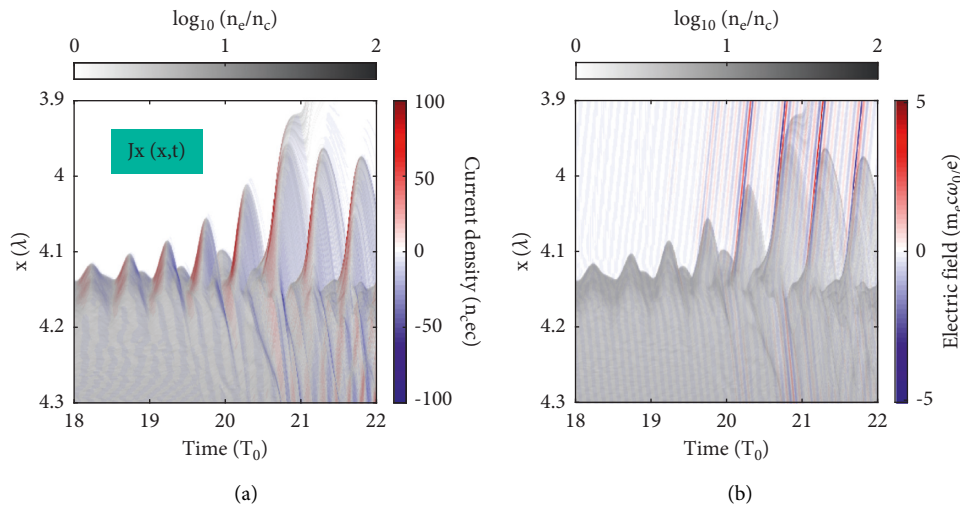 log10 (ne/nc)
0 1 2
3.9
4
4.1
4.2
4.3
x (λ)
Jx (x,t)
18 19 20 21 22
Time (T0)
100
50
0
-50
-100
Current density (ncec)
(a)
log10 (ne/nc)
0 1 2
3.9
4
4.1
4.2
4.3
x (λ)
18 19 20 21 22
Time (T0)
5
0
-5
Electric field (mecω0/e)
(b)